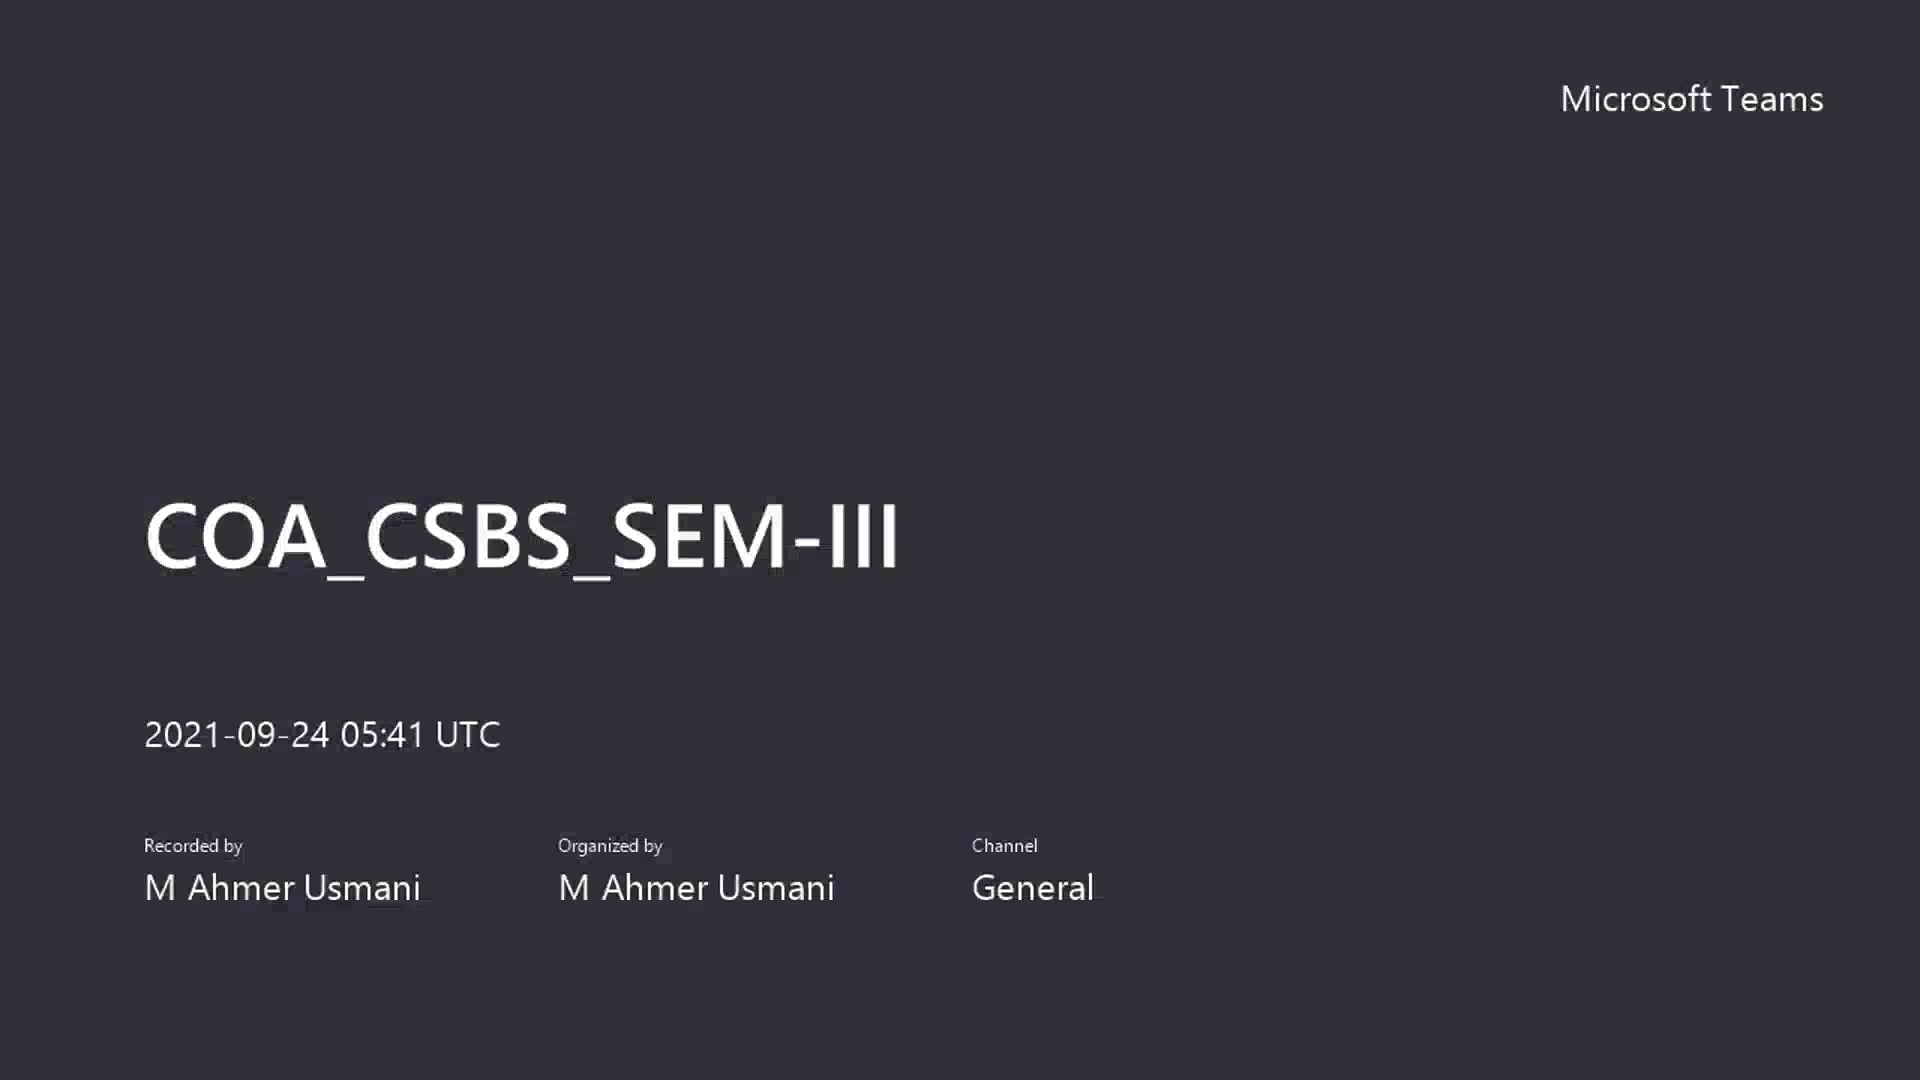 Microsoft Teams
COA_CSBS_SEM-III
2021-09-24 05:41 UTC
Recorded by
M Ahmer Usmani
Organized by
M Ahmer Usmani
Channel
General